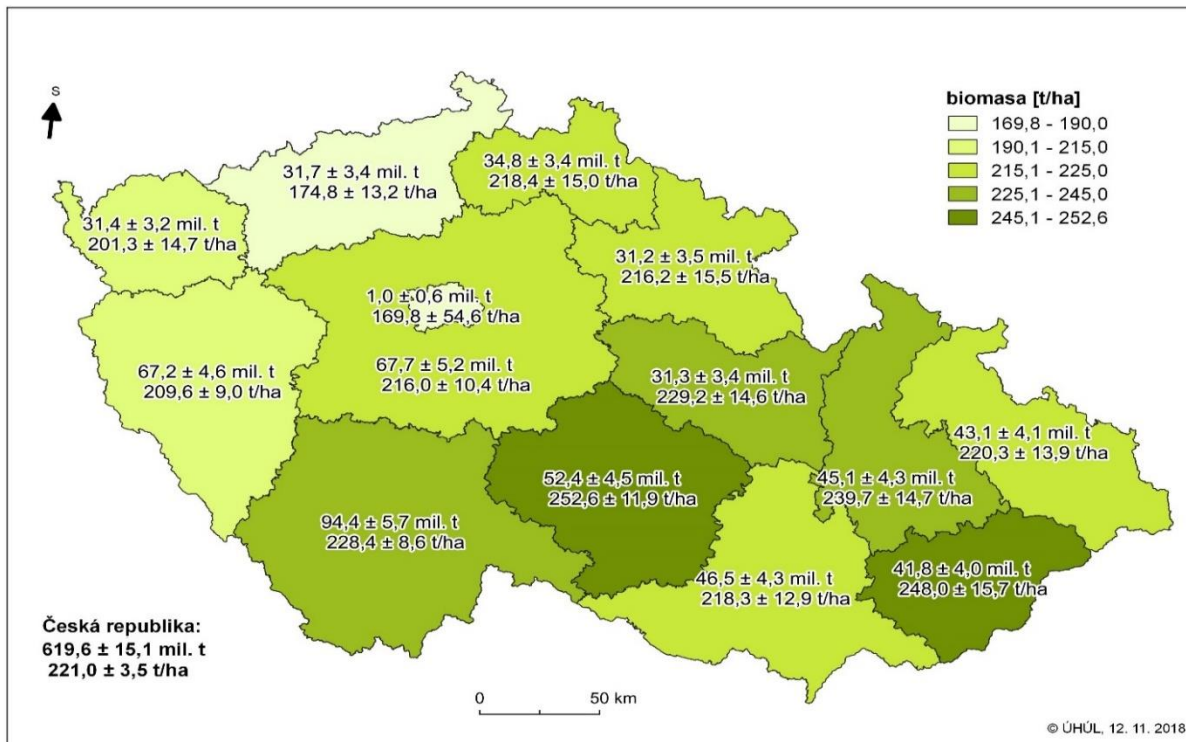 S
biomasa [t/ha]
169,8 - 190,0
190,1 - 215,0
215,1 - 225,0
225,1 - 245,0
245,1 - 252,6
31,7 ± 3,4 mil. t
174,8 ± 13,2 t/ha
34,8 ± 3,4 mil. t
218,4 ± 15,0 t/ha
31,4 ± 3,2 mil. t
201,3 ± 14,7 t/ha
31,2 ± 3,5 mil. t
216,2 ± 15,5 t/ha
1,0 ± 0,6 mil. t
169,8 ± 54,6 t/ha
67,2 ± 4,6 mil. t
209,6 ± 9,0 t/ha
67,7 ± 5,2 mil. t
216,0 ± 10,4 t/ha
31,3 ± 3,4 mil. t
229,2 ± 14,6 t/ha
43,1 ± 4,1 mil. t
220,3 ± 13,9 t/ha
52,4 ± 4,5 mil. t
252,6 ± 11,9 t/ha
45,1 ± 4,3 mil. t
239,7 ± 14,7 t/ha
94,4 ± 5,7 mil. t
228,4 ± 8,6 t/ha
46,5 ± 4,3 mil. t
218,3 ± 12,9 t/ha
41,8 ± 4,0 mil. t
248,0 ± 15,7 t/ha
Česká republika:
619,6 ± 15,1 mil. t
221,0 ± 3,5 t/ha
0 50 km
© ÚHÚL, 12. 11. 2018